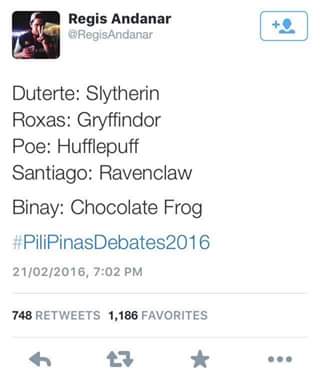 Regis Andanar
@RegisAndanar
Duterte: Slytherin
Roxas: Gryffindor
Poe: Hufflepuff
Santiago: Ravenclaw
Binay: Chocolate Frog
#PiliPinasDebates2016
21/02/2016, 7:02 PM
748 RETWEETS 1,186 FAVORITES